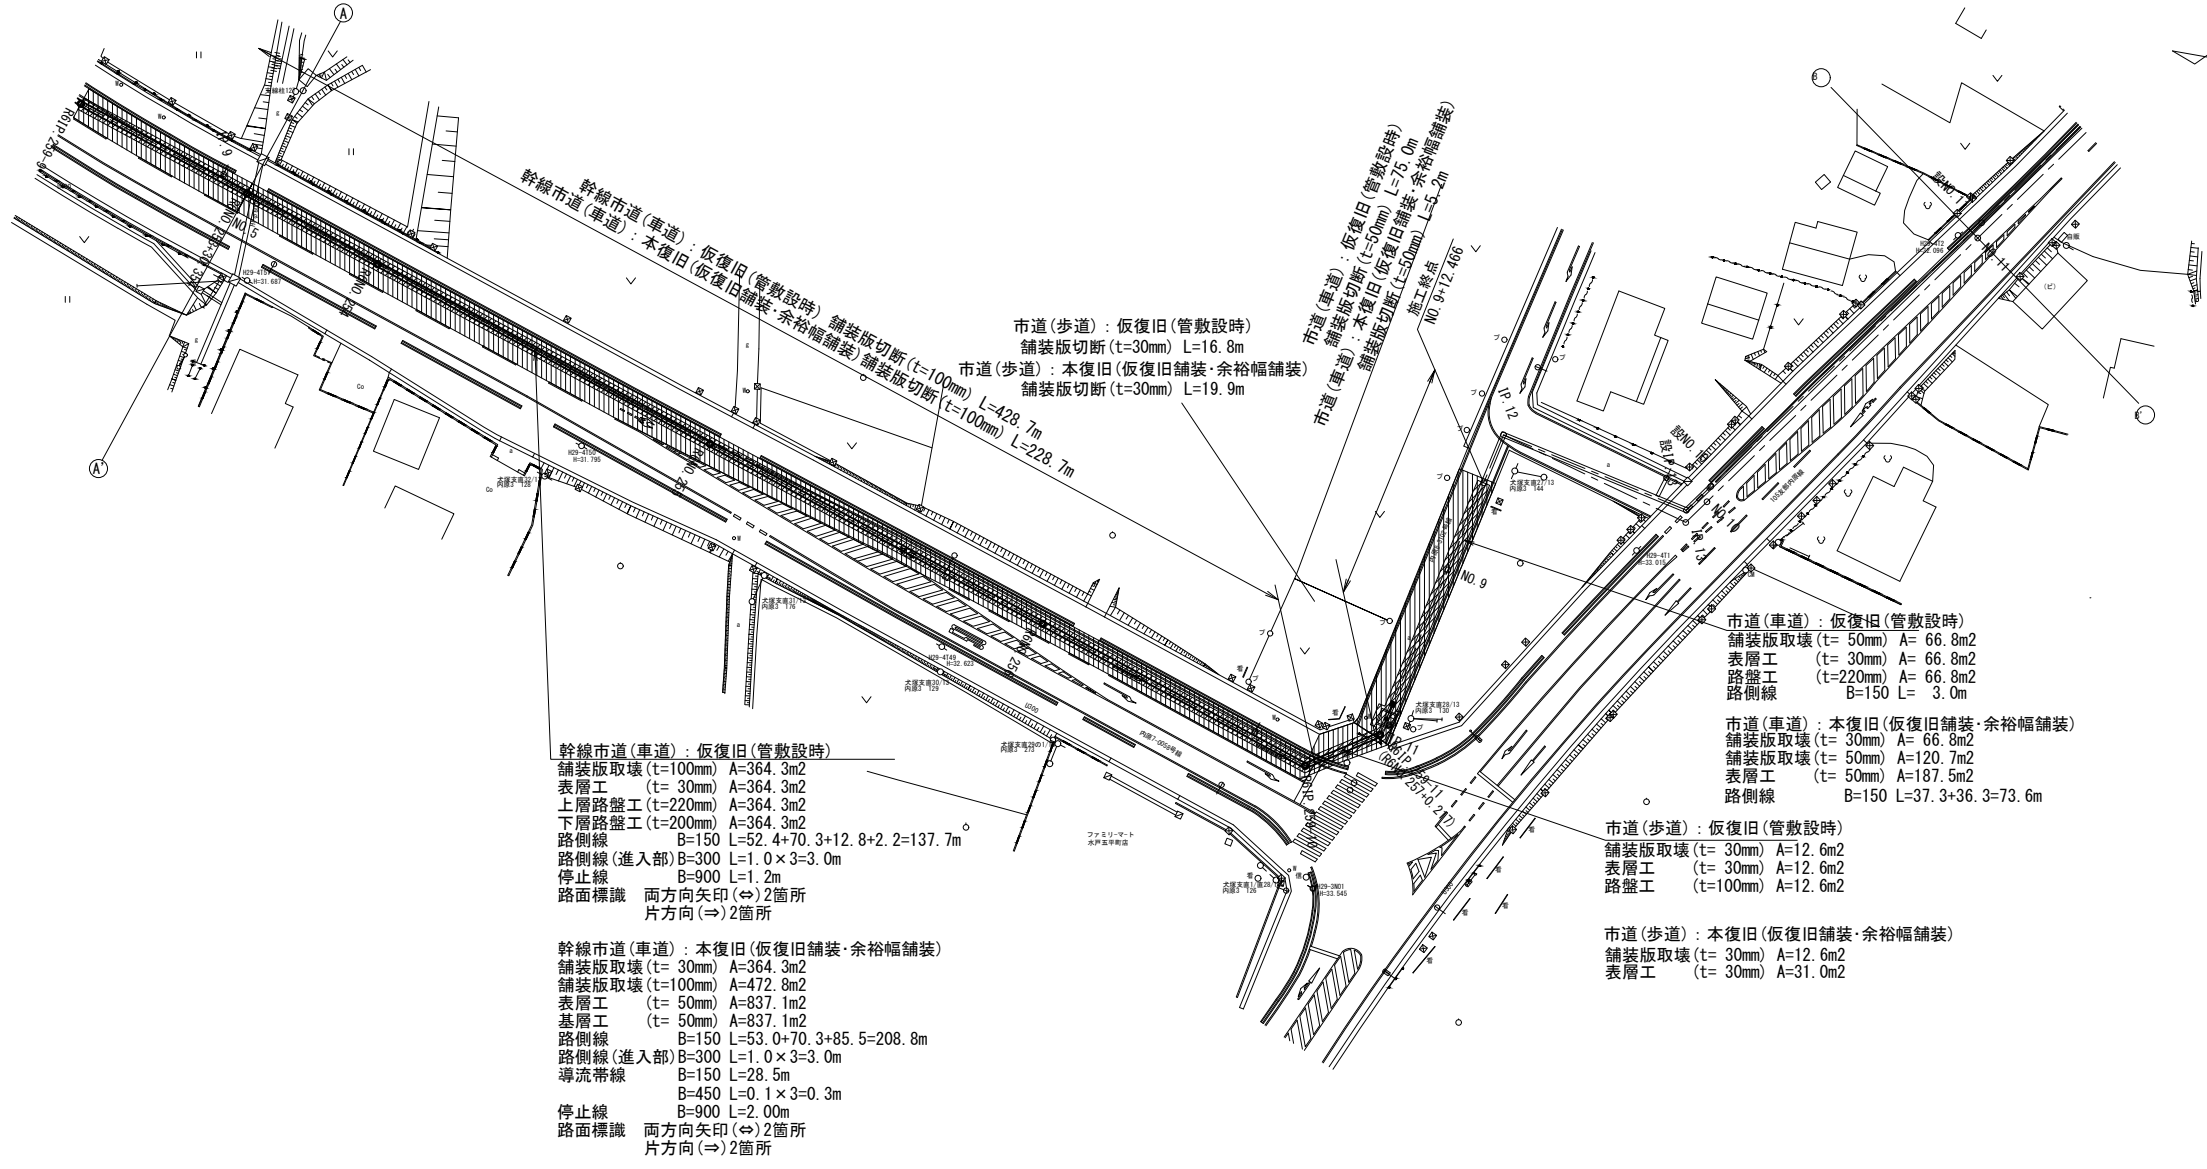 A
A'
B
B'
幹線市道(車道)：仮復旧(管敷設時) 舗装版切断(t=100mm) L=428.7m
幹線市道(車道)：本復旧(仮復旧舗装･余裕幅舗装)舗装版切断(t=100mm) L=228.7m
市道(歩道)：仮復旧(管敷設時)
舗装版切断(t=30mm) L=16.8m
市道(歩道)：本復旧(仮復旧舗装･余裕幅舗装)
舗装版切断(t=30mm) L=19.9m
市道(車道)：仮復旧(管敷設時)
舗装版切断(t=50mm) L=75.0m
市道(車道)：本復旧(仮復旧舗装･余裕幅舗装)
舗装版切断(t=50mm) L=5.2m
施工終点
NO.9+12.466
IP.12
NO.9
NO.10
IP.13
H29-4T50
H=31.795
H29-4T49
H=32.623
H29-4T1
H=33.015
H29-3N01
H=33.545
内原7-0058号線
ファミリーマート
水戸五平町店
市道(車道)：仮復旧(管敷設時)
舗装版取壊(t= 50mm) A= 66.8m2
表層工 (t= 30mm) A= 66.8m2
路盤工 (t=220mm) A= 66.8m2
路側線 B=150 L= 3.0m
市道(車道)：本復旧(仮復旧舗装･余裕幅舗装)
舗装版取壊(t= 30mm) A= 66.8m2
舗装版取壊(t= 50mm) A=120.7m2
表層工 (t= 50mm) A=187.5m2
路側線 B=150 L=37.3+36.3=73.6m
市道(歩道)：仮復旧(管敷設時)
舗装版取壊(t= 30mm) A=12.6m2
表層工 (t= 30mm) A=12.6m2
路盤工 (t=100mm) A=12.6m2
市道(歩道)：本復旧(仮復旧舗装･余裕幅舗装)
舗装版取壊(t= 30mm) A=12.6m2
表層工 (t= 30mm) A=31.0m2
幹線市道(車道)：仮復旧(管敷設時)
舗装版取壊(t=100mm) A=364.3m2
表層工 (t= 30mm) A=364.3m2
上層路盤工(t=220mm) A=364.3m2
下層路盤工(t=200mm) A=364.3m2
路側線 B=150 L=52.4+70.3+12.8+2.2=137.7m
路側線(進入部)B=300 L=1.0×3=3.0m
停止線 B=900 L=1.2m
路面標識 両方向矢印(⇔)2箇所
片方向(⇒)2箇所
幹線市道(車道)：本復旧(仮復旧舗装･余裕幅舗装)
舗装版取壊(t= 30mm) A=364.3m2
舗装版取壊(t=100mm) A=472.8m2
表層工 (t= 50mm) A=837.1m2
基層工 (t= 50mm) A=837.1m2
路側線 B=150 L=53.0+70.3+85.5=208.8m
路側線(進入部)B=300 L=1.0×3=3.0m
導流帯線 B=150 L=28.5m
B=450 L=0.1×3=0.3m
停止線 B=900 L=2.00m
路面標識 両方向矢印(⇔)2箇所
片方向(⇒)2箇所